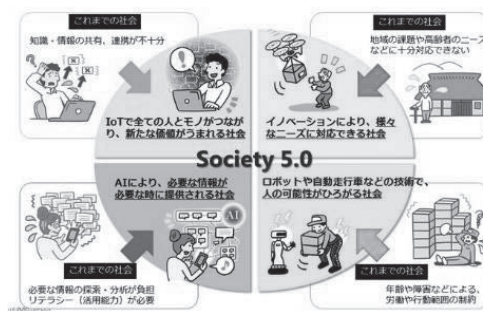 これまでの社会
知識・情報の共有、連携が不十分
IoTで全ての人とモノがつなが
り、新たな価値がうまれる社会
これまでの社会
地域の課題や高齢者のニーズ
などに十分対応できない
イノベーションにより、様々
なニーズに対応できる社会
Society 5.0
AIにより、必要な情報が
必要な時に提供される社会
AI
必要な情報の探索・分析が負担
リテラシー（活用能力）が必要
これまでの社会
ロボットや自動走行車などの技術で、
人の可能性がひろがる社会
これまでの社会
年齢や障害などによる、
労働や行動範囲の制約